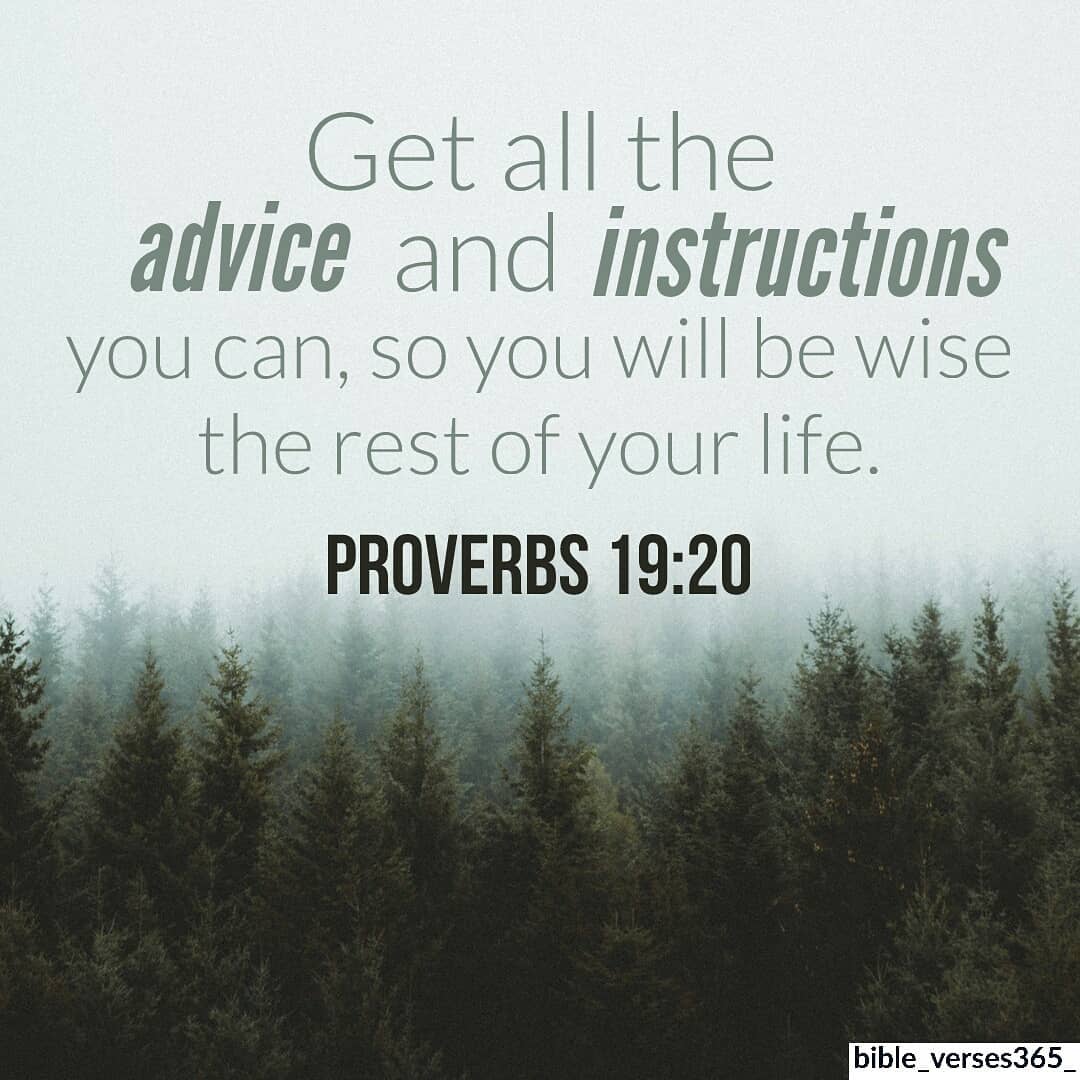 Get all the
advice and instructions
you can, so you will be wise
the rest of your life.
PROVERBS 19:20
bible_verses365_